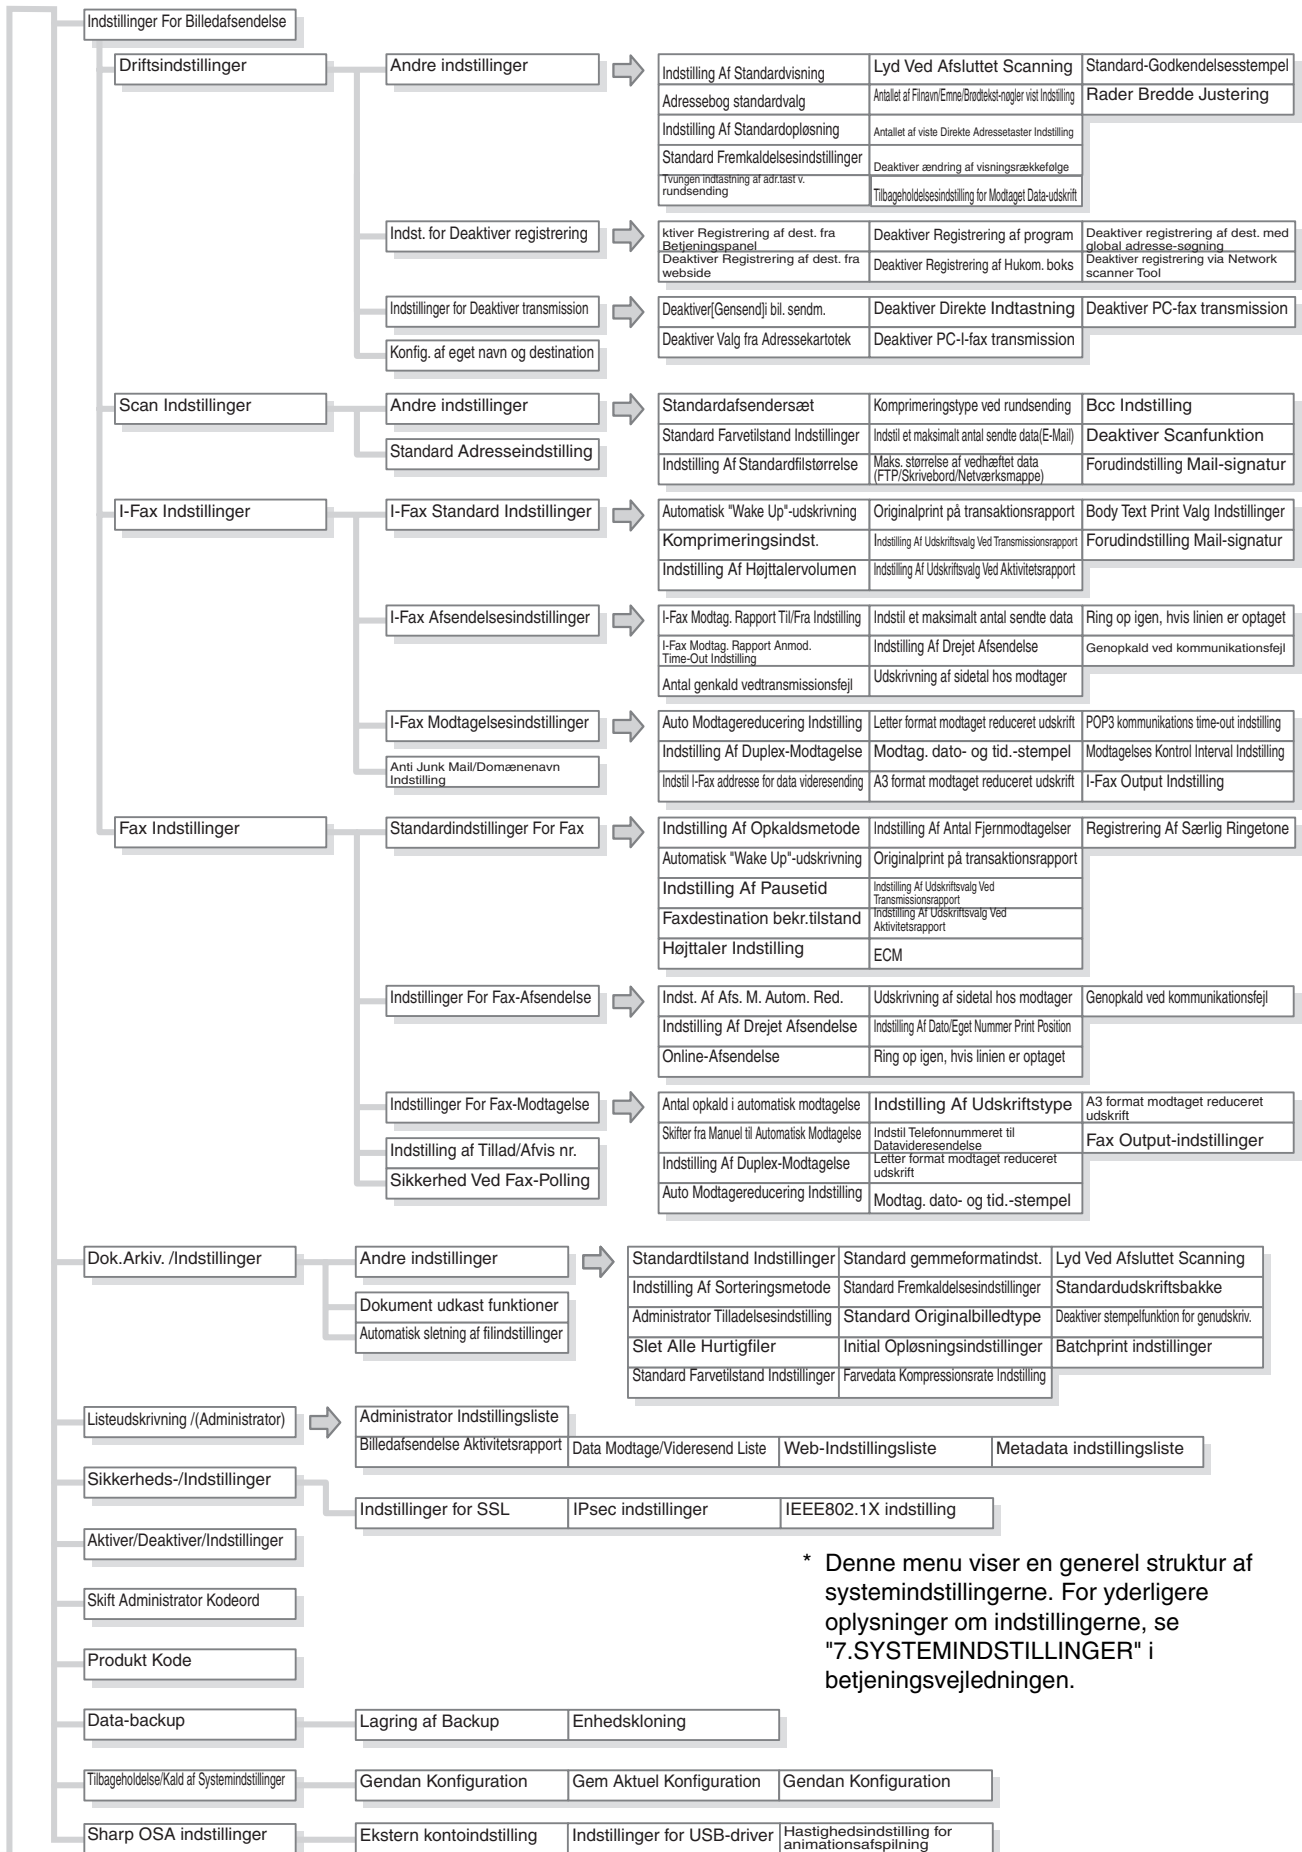 Indstillinger For Billedafsendelse
Driftsindstillinger
Andre indstillinger
Indstilling Af Standardvisning
Lyd Ved Afsluttet Scanning
Standard-Godkendelsesstempel
Adressebog standardvalg
Antallet af Filnavn/Emne/Brødtekst-nøgler vist Indstilling
Rader Bredde Justering
Indstilling Af Standardopløsning
Antallet af viste Direkte Adressetaster Indstilling
Standard Fremkaldelsesindstillinger
Deaktiver ændring af visningsrækkefølge
Tvungen indtastning af adr.tast v.
rundsending
Tilbageholdelsesindstilling for Modtaget Data-udskrift
Indst. for Deaktiver registrering
ktiver Registrering af dest. fra
Betjeningspanel
Deaktiver Registrering af program
Deaktiver registrering af dest. med
global adresse-søgning
Deaktiver Registrering af dest. fra
webside
Deaktiver Registrering af Hukom. boks
Deaktiver registrering via Network
scanner Tool
Indstillinger for Deaktiver transmission
Deaktiver[Gensend]i bil. sendm.
Deaktiver Direkte Indtastning
Deaktiver PC-fax transmission
Deaktiver Valg fra Adressekartotek
Deaktiver PC-I-fax transmission
Konfig. af eget navn og destination
Scan Indstillinger
Andre indstillinger
Standardafsendersæt
Komprimeringstype ved rundsending
Bcc Indstilling
Standard Adresseindstilling
Standard Farvetilstand Indstillinger
Indstil et maksimalt antal sendte data(E-Mail)
Deaktiver Scanfunktion
Indstilling Af Standardfilstørrelse
Maks. størrelse af vedhæftet data
(FTP/Skrivebord/Netværksmappe)
Forudindstilling Mail-signatur
I-Fax Indstillinger
I-Fax Standard Indstillinger
Automatisk "Wake Up"-udskrivning
Originalprint på transaktionsrapport
Body Text Print Valg Indstillinger
Komprimeringsindst.
Indstilling Af Udskriftsvalg Ved Transmissionsrapport
Forudindstilling Mail-signatur
Indstilling Af Højttalervolumen
Indstilling Af Udskriftsvalg Ved Aktivitetsrapport
I-Fax Afsendelsesindstillinger
I-Fax Modtag. Rapport Til/Fra Indstilling
Indstil et maksimalt antal sendte data
Ring op igen, hvis linien er optaget
I-Fax Modtag. Rapport Anmod.
Time-Out Indstilling
Indstilling Af Drejet Afsendelse
Genopkald ved kommunikationsfejl
Antal genkald vedtransmissionsfejl
Udskrivning af sidetal hos modtager
I-Fax Modtagelsesindstillinger
Auto Modtagereducering Indstilling
Letter format modtaget reduceret udskrift
POP3 kommunikations time-out indstilling
Indstilling Af Duplex-Modtagelse
Modtag. dato- og tid.-stempel
Modtagelses Kontrol Interval Indstilling
Anti Junk Mail/Domænenavn
Indstilling
Indstil I-Fax addresse for data videresending
A3 format modtaget reduceret udskrift
I-Fax Output Indstilling
Fax Indstillinger
Standardindstillinger For Fax
Indstilling Af Opkaldsmetode
Indstilling Af Antal Fjernmodtagelser
Registrering Af Særlig Ringetone
Automatisk "Wake Up"-udskrivning
Originalprint på transaktionsrapport
Indstilling Af Pausetid
Indstilling Af Udskriftsvalg Ved
Transmissionsrapport
Faxdestination bekr.tilstand
Indstilling Af Udskriftsvalg Ved
Aktivitetsrapport
Højttaler Indstilling
ECM
Indstillinger For Fax-Afsendelse
Indst. Af Afs. M. Autom. Red.
Udskrivning af sidetal hos modtager
Genopkald ved kommunikationsfejl
Indstilling Af Drejet Afsendelse
Indstilling Af Dato/Eget Nummer Print Position
Online-Afsendelse
Ring op igen, hvis linien er optaget
Indstillinger For Fax-Modtagelse
Antal opkald i automatisk modtagelse
Indstilling Af Udskriftstype
A3 format modtaget reduceret
udskrift
Skifter fra Manuel til Automatisk Modtagelse
Indstil Telefonnummeret til
Datavideresendelse
Fax Output-indstillinger
Indstilling af Tillad/Afvis nr.
Indstilling Af Duplex-Modtagelse
Letter format modtaget reduceret
udskrift
Sikkerhed Ved Fax-Polling
Auto Modtagereducering Indstilling
Modtag. dato- og tid.-stempel
Dok.Arkiv. /Indstillinger
Andre indstillinger
Standardtilstand Indstillinger
Standard gemmeformatindst.
Lyd Ved Afsluttet Scanning
Indstilling Af Sorteringsmetode
Standard Fremkaldelsesindstillinger
Standardudskriftsbakke
Dokument udkast funktioner
Administrator Tilladelsesindstilling
Standard Originalbilledtype
Deaktiver stempelfunktion for genudskriv.
Automatisk sletning af filindstillinger
Slet Alle Hurtigfiler
Initial Opløsningsindstillinger
Batchprint indstillinger
Standard Farvetilstand Indstillinger
Farvedata Kompressionsrate Indstilling
Listeudskrivning /(Administrator)
Administrator Indstillingsliste
Billedafsendelse Aktivitetsrapport
Data Modtage/Videresend Liste
Web-Indstillingsliste
Metadata indstillingsliste
Sikkerheds-/Indstillinger
Indstillinger for SSL
IPsec indstillinger
IEEE802.1X indstilling
Aktiver/Deaktiver/Indstillinger
Skift Administrator Kodeord
Produkt Kode
* Denne menu viser en generel struktur af
systemindstillingerne. For yderligere
oplysninger om indstillingerne, se
"7.SYSTEMINDSTILLINGER" i
betjeningsvejledningen.
Data-backup
Lagring af Backup
Enhedskloning
Tilbageholdelse/Kald af Systemindstillinger
Gendan Konfiguration
Gem Aktuel Konfiguration
Gendan Konfiguration
Sharp OSA indstillinger
Ekstern kontoindstilling
Indstillinger for USB-driver
Hastighedsindstilling for
animationsafspilning